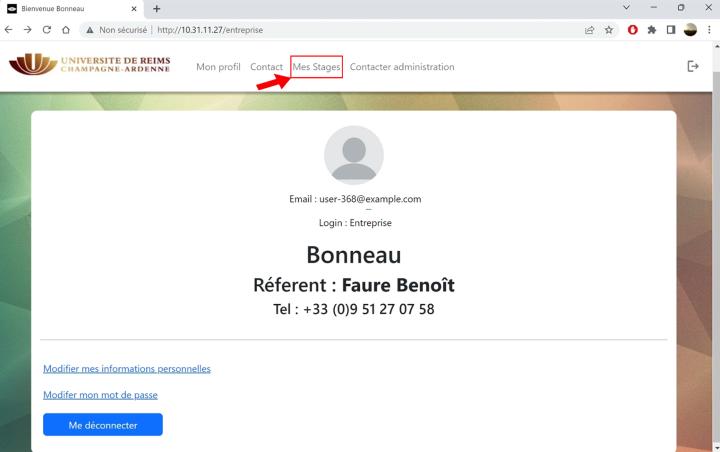 Bienvenue Bonneau
Non sécurisé | http://10.31.11.27/entreprise
UNIVERSITE DE REIMS
CHAMPAGNE-ARDENNE
Mon profil Contact Mes Stages Contacter administration
Email : user-368@example.com
Login : Entreprise
Bonneau
Réferent : Faure Benoît
Tel : +33 (0)9 51 27 07 58
Modifier mes informations personnelles
Modifer mon mot de passe
Me déconnecter